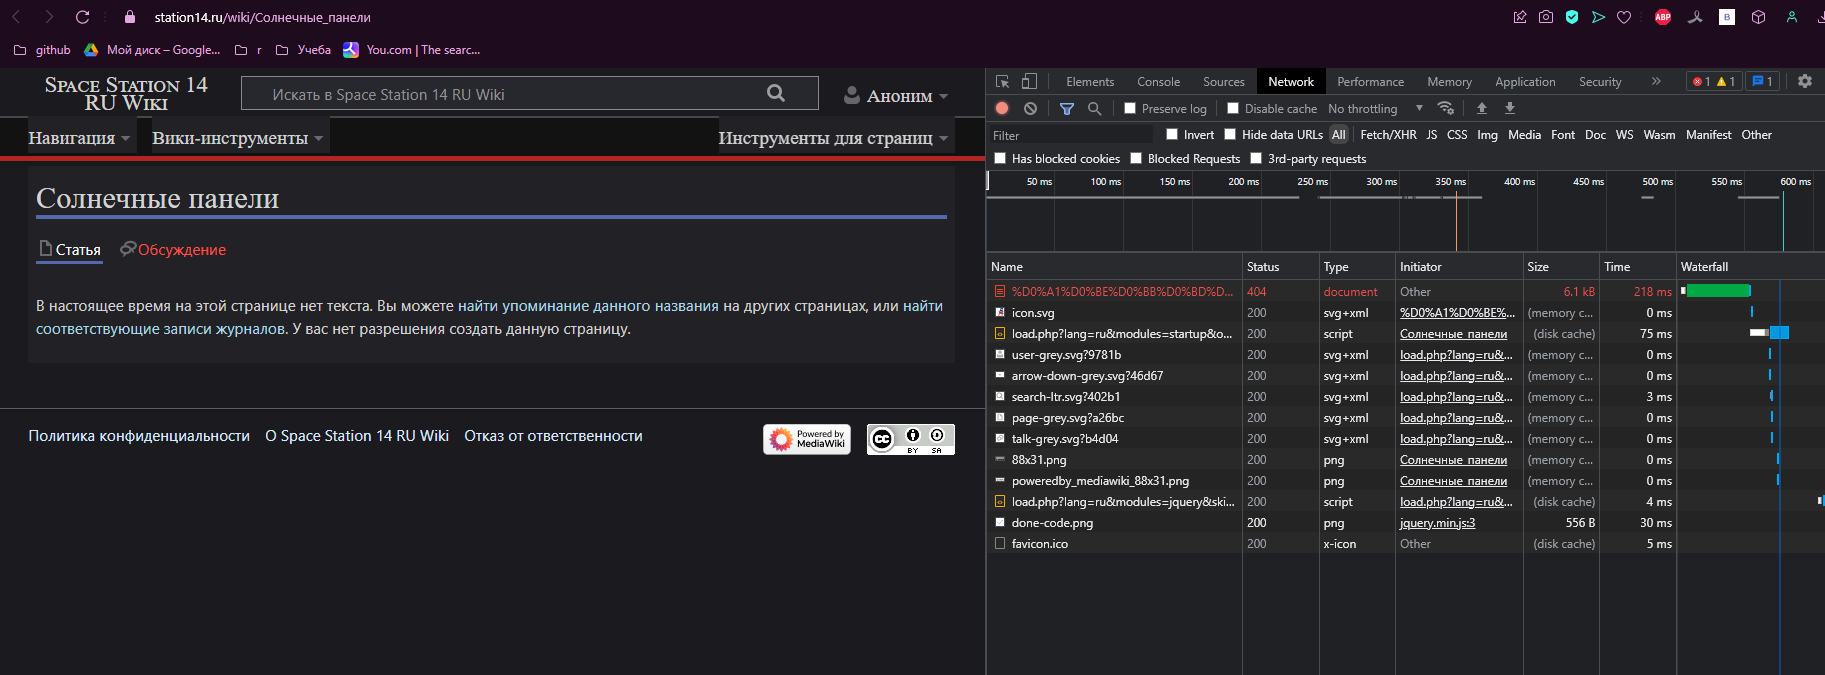 station14.ru/wiki/Солнечные_панели
ABP
B
github
Мой диск – Google...
r
Учеба
You.com | The searc...
Space Station 14
RU Wiki
Искать в Space Station 14 RU Wiki
Аноним
Навигация
Вики-инструменты
Инструменты для страниц
Солнечные панели
Статья
Обсуждение
В настоящее время на этой странице нет текста. Вы можете найти упоминание данного названия на других страницах, или найти
соответствующие записи журналов. У вас нет разрешения создать данную страницу.
Политика конфиденциальности
О Space Station 14 RU Wiki
Отказ от ответственности
Powered by
MediaWiki
cc
BY SA
Elements Console Sources Network Performance Memory Application Security » 1 1 1
Preserve log Disable cache No throttling
Filter Invert Hide data URLs All Fetch/XHR JS CSS Img Media Font Doc WS Wasm Manifest Other
Has blocked cookies Blocked Requests 3rd-party requests
50 ms 100 ms 150 ms 200 ms 250 ms 300 ms 350 ms 400 ms 450 ms 500 ms 550 ms 600 ms
Name Status Type Initiator Size Time Waterfall
%D0%A1%D0%BE%D0%BB%D0%BD%D... 404 document Other 6.1 kB 218 ms
icon.svg 200 svg+xml %D0%A1%D0%BE%... (memory c... 0 ms
load.php?lang=ru&modules=startup&o... 200 script Солнечные_панели (disk cache) 75 ms
user-grey.svg?9781b 200 svg+xml load.php?lang=ru&... (memory c... 0 ms
arrow-down-grey.svg?46d67 200 svg+xml load.php?lang=ru&... (memory c... 0 ms
search-ltr.svg?402b1 200 svg+xml load.php?lang=ru&... (memory c... 3 ms
page-grey.svg?a26bc 200 svg+xml load.php?lang=ru&... (memory c... 0 ms
talk-grey.svg?b4d04 200 svg+xml load.php?lang=ru&... (memory c... 0 ms
88x31.png 200 png Солнечные_панели (memory c... 0 ms
poweredby_mediawiki_88x31.png 200 png Солнечные_панели (memory c... 0 ms
load.php?lang=ru&modules=jquery&ski... 200 script load.php?lang=ru&... (disk cache) 4 ms
done-code.png 200 png jquery.min.js:3 556 B 30 ms
favicon.ico 200 x-icon Other (disk cache) 5 ms